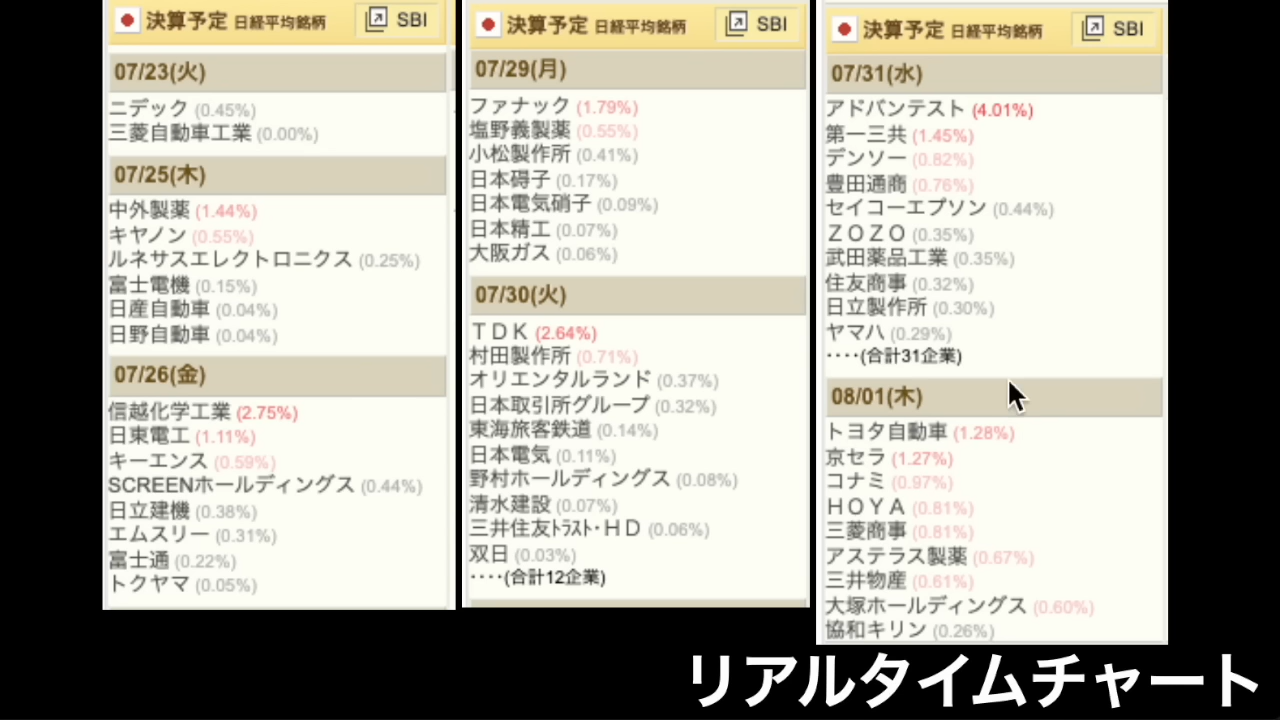 決算予定 日経平均銘柄 SBI
07/23(火)
ニデック (0.45%)
三菱自動車工業 (0.00%)
07/25(木)
中外製薬 (1.44%)
キヤノン (0.55%)
ルネサスエレクトロニクス (0.25%)
富士電機 (0.15%)
日産自動車 (0.04%)
日野自動車 (0.04%)
07/26(金)
信越化学工業 (2.75%)
日東電工 (1.11%)
キーエンス (0.59%)
SCREENホールディングス (0.44%)
日立建機 (0.38%)
エムスリー (0.31%)
富士通 (0.22%)
トクヤマ (0.05%)
決算予定 日経平均銘柄 SBI
07/29(月)
ファナック (1.79%)
塩野義製薬 (0.55%)
小松製作所 (0.41%)
日本碍子 (0.17%)
日本電気硝子 (0.09%)
日本精工 (0.07%)
大阪ガス (0.06%)
07/30(火)
ＴＤＫ (2.64%)
村田製作所 (0.71%)
オリエンタルランド (0.37%)
日本取引所グループ (0.32%)
東海旅客鉄道 (0.14%)
日本電気 (0.11%)
野村ホールディングス (0.08%)
清水建設 (0.07%)
三井住友ﾄﾗｽﾄ･ＨＤ (0.06%)
双日 (0.03%)
････(合計12企業)
決算予定 日経平均銘柄 SBI
07/31(水)
アドバンテスト (4.01%)
第一三共 (1.45%)
デンソー (0.82%)
豊田通商 (0.76%)
セイコーエプソン (0.44%)
ＺＯＺＯ (0.35%)
武田薬品工業 (0.35%)
住友商事 (0.32%)
日立製作所 (0.30%)
ヤマハ (0.29%)
････(合計31企業)
08/01(木)
トヨタ自動車 (1.28%)
京セラ (1.27%)
コナミ (0.97%)
ＨＯＹＡ (0.81%)
三菱商事 (0.81%)
アステラス製薬 (0.67%)
三井物産 (0.61%)
大塚ホールディングス (0.60%)
協和キリン (0.26%)
リアルタイムチャート